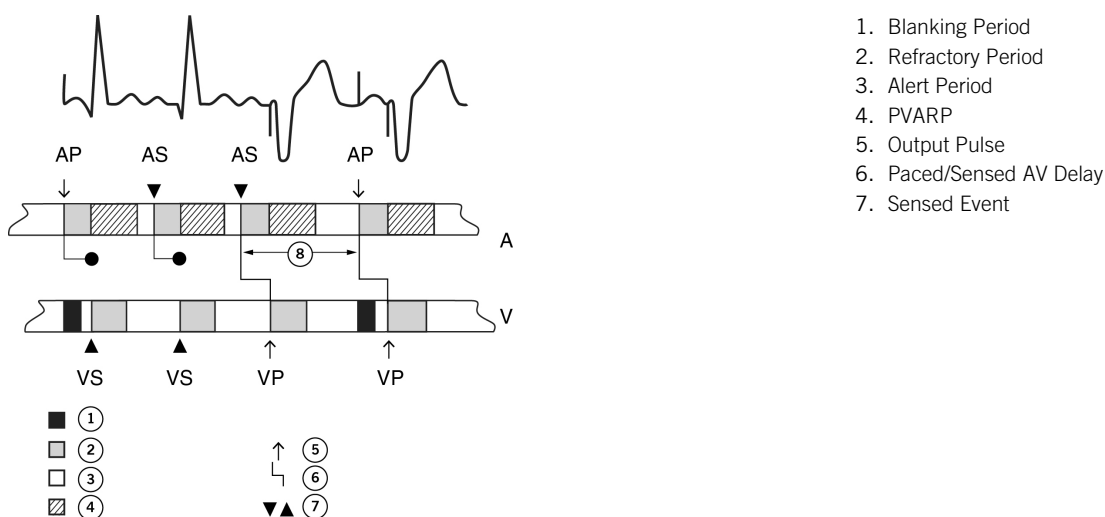 AP AS AS AP
A
8
V
VS VS VP VP
1
2
3
4
5
6
7
1. Blanking Period
2. Refractory Period
3. Alert Period
4. PVARP
5. Output Pulse
6. Paced/Sensed AV Delay
7. Sensed Event